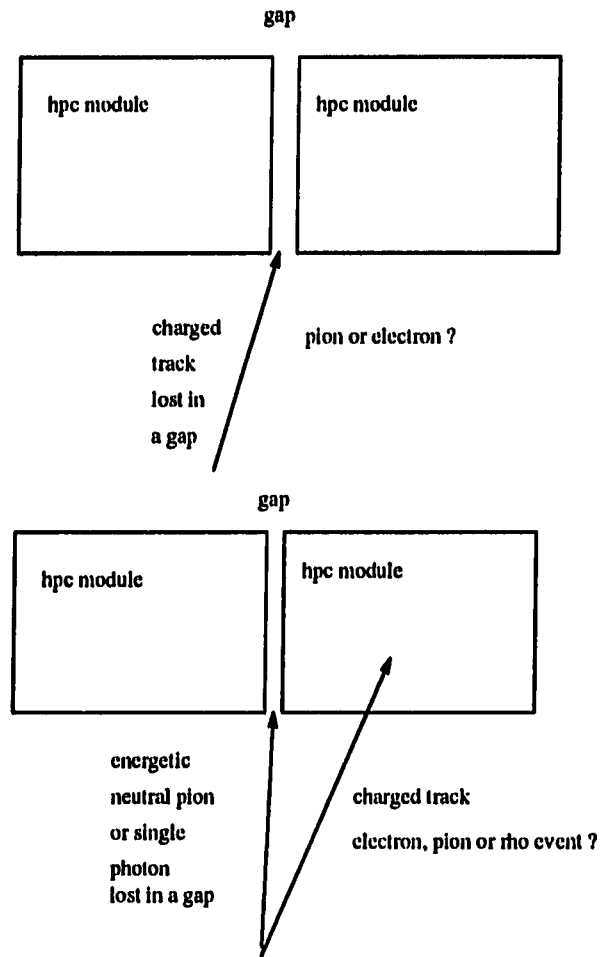 gap
hpc module
hpc module
charged
track
lost in
a gap
pion or electron ?
gap
hpc module
hpc module
energetic
neutral pion
or single
photon
lost in a gap
charged track
electron, pion or rho event ?